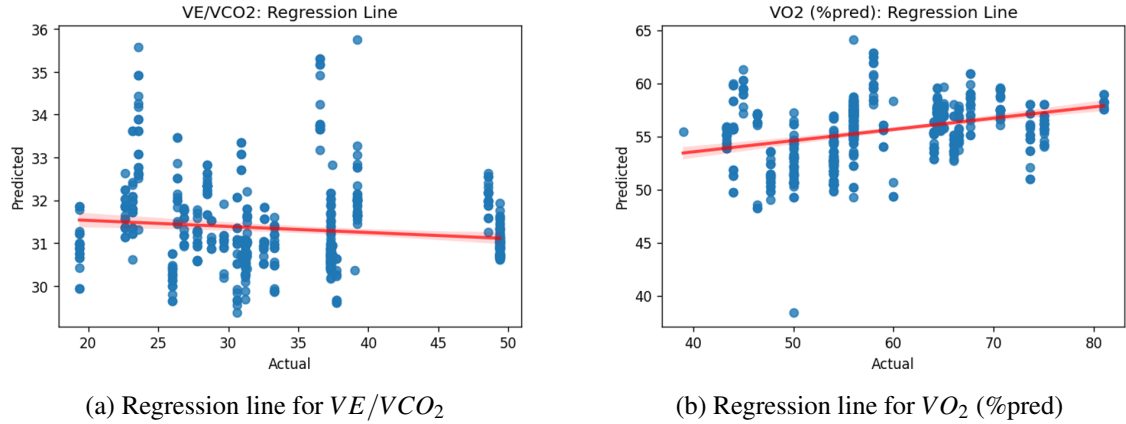 VE/VCO2: Regression Line
36
35
34
33
32
31
30
Predicted
20 25 30 35 40 45 50
Actual
(a) Regression line for VE/VCO₂
VO2 (%pred): Regression Line
65
60
55
50
45
40
Predicted
40 50 60 70 80
Actual
(b) Regression line for VO₂ (%pred)